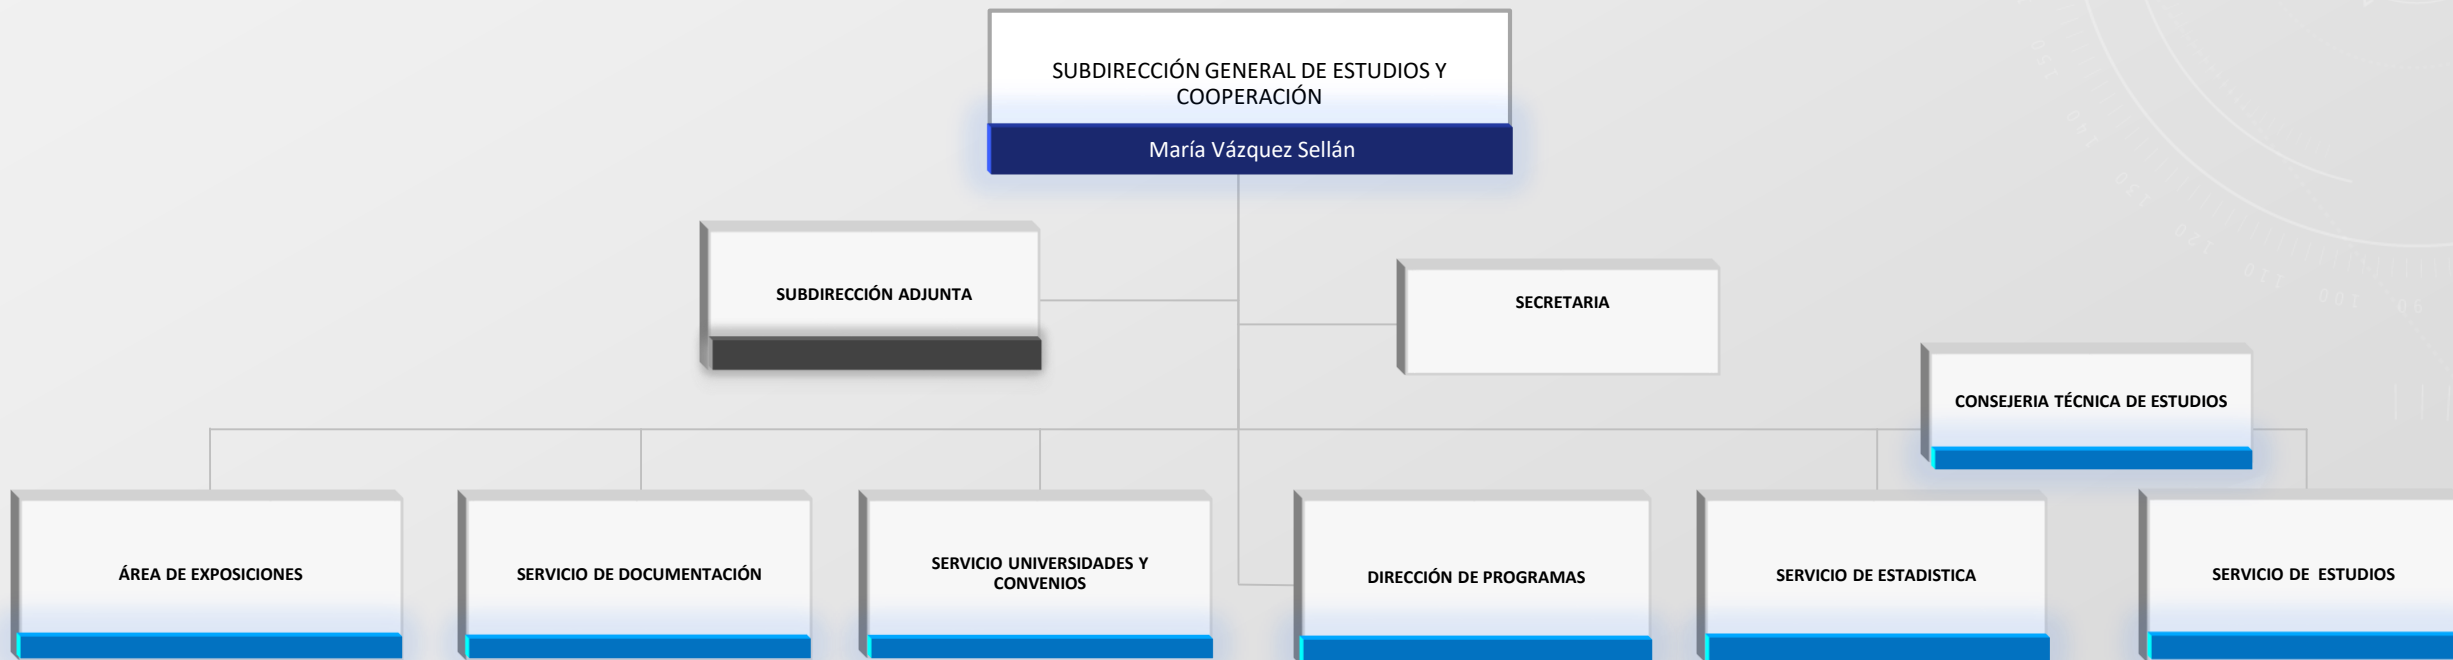 SUBDIRECCIÓN GENERAL DE ESTUDIOS Y
COOPERACIÓN
María Vázquez Sellán
SUBDIRECCIÓN ADJUNTA
SECRETARIA
CONSEJERIA TÉCNICA DE ESTUDIOS
ÁREA DE EXPOSICIONES
SERVICIO DE DOCUMENTACIÓN
SERVICIO UNIVERSIDADES Y
CONVENIOS
DIRECCIÓN DE PROGRAMAS
SERVICIO DE ESTADISTICA
SERVICIO DE ESTUDIOS